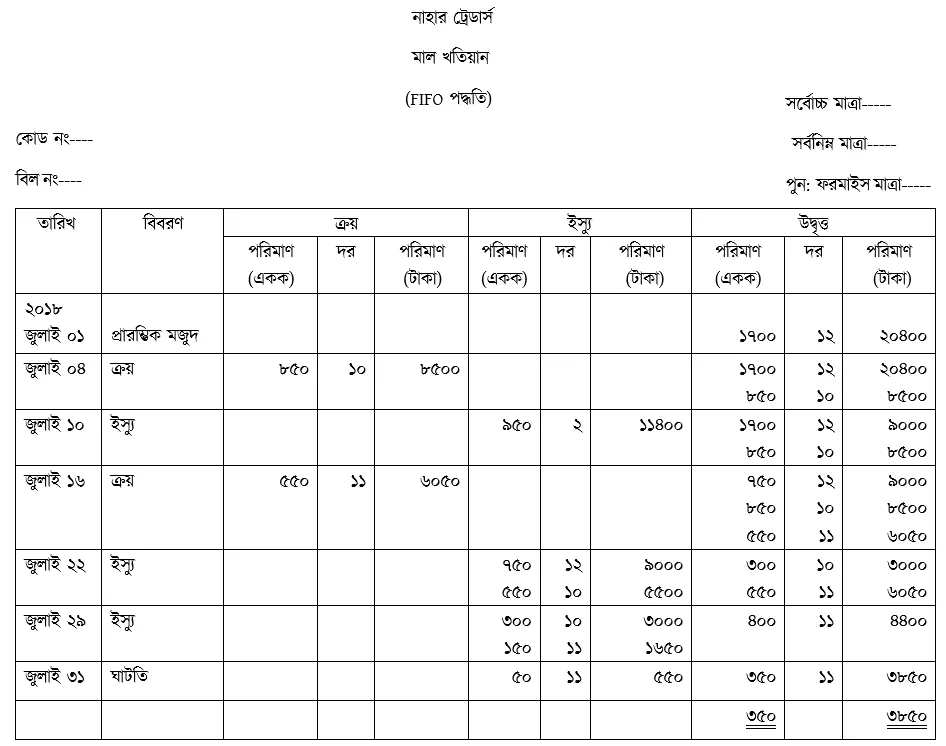 নাহার ট্রেডার্স
মাল খতিয়ান
(FIFO পদ্ধতি)
সর্বোচ্চ মাত্রা-----
কোড নং----
সর্বনিম্ন মাত্রা-----
বিল নং----
পুন: ফরমাইস মাত্রা-----
তারিখ বিবরণ ক্রয় ইস্যু উদ্বৃত্ত
পরিমাণ দর পরিমাণ পরিমাণ দর পরিমাণ পরিমাণ দর পরিমাণ
(একক) (টাকা) (একক) (টাকা) (একক) (টাকা)
২০১৮
জুলাই ০১ প্রারম্ভিক মজুদ ১৭০০ ১২ ২০৪০০
জুলাই ০৪ ক্রয় ৮৫০ ১০ ৮৫০০ ১৭০০ ১২ ২০৪০০
৮৫০ ১০ ৮৫০০
জুলাই ১০ ইস্যু ৯৫০ ২ ১১৪০০ ১৭০০ ১২ ৯০০০
৮৫০ ১০ ৮৫০০
জুলাই ১৬ ক্রয় ৫৫০ ১১ ৬০৫০ ৭৫০ ১২ ৯০০০
৮৫০ ১০ ৮৫০০
৫৫০ ১১ ৬০৫০
জুলাই ২২ ইস্যু ৭৫০ ১২ ৯০০০ ৩০০ ১০ ৩০০০
৫৫০ ১০ ৫৫০০ ৫৫০ ১১ ৬০৫০
জুলাই ২৯ ইস্যু ৩০০ ১০ ৩০০০ ৪০০ ১১ ৪৪০০
১৫০ ১১ ১৬৫০
জুলাই ৩১ ঘাটতি ৫০ ১১ ৫৫০ ৩৫০ ১১ ৩৮৫০
৩৫০ ৩৮৫০